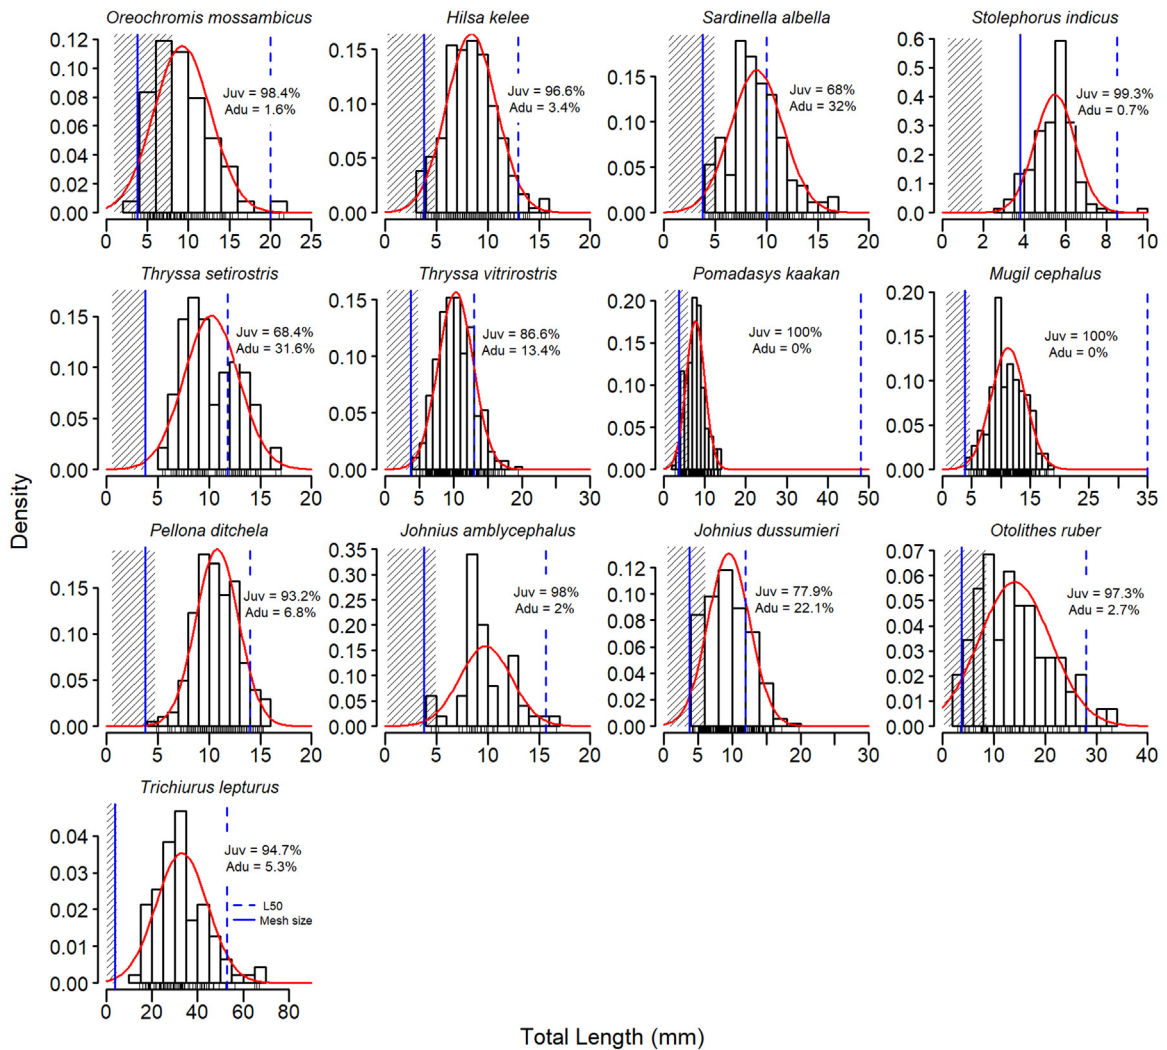 Oreochromis mossambicus
Hilsa kelee
Sardinella albella
Stolephorus indicus
0.12
0.10
0.08
0.06
0.04
0.02
0.00
Juv = 98.4%
Adu = 1.6%
0 5 10 15 20 25
0.15
0.10
0.05
0.00
Juv = 96.6%
Adu = 3.4%
0 5 10 15 20
0.15
0.10
0.05
0.00
Juv = 68%
Adu = 32%
0 5 10 15 20
0.6
0.5
0.4
0.3
0.2
0.1
0.0
Juv = 99.3%
Adu = 0.7%
0 2 4 6 8 10
Thryssa setirostris
Thryssa vitrirostris
Pomadasys kaakan
Mugil cephalus
0.15
0.10
0.05
0.00
Juv = 68.4%
Adu = 31.6%
0 5 10 15 20
0.15
0.10
0.05
0.00
Juv = 86.6%
Adu = 13.4%
0 5 10 15 20 30
0.20
0.15
0.10
0.05
0.00
Juv = 100%
Adu = 0%
0 10 20 30 40 50
0.20
0.15
0.10
0.05
0.00
Juv = 100%
Adu = 0%
0 5 10 15 20 25 35
Density
Pellona ditchela
Johnius amblycephalus
Johnius dussumieri
Otolithes ruber
0.15
0.10
0.05
0.00
Juv = 93.2%
Adu = 6.8%
0 5 10 15 20
0.35
0.30
0.25
0.20
0.15
0.10
0.05
0.00
Juv = 98%
Adu = 2%
0 5 10 15 20
0.12
0.10
0.08
0.06
0.04
0.02
0.00
Juv = 77.9%
Adu = 22.1%
0 5 10 15 20 30
0.07
0.06
0.05
0.04
0.03
0.02
0.01
0.00
Juv = 97.3%
Adu = 2.7%
0 10 20 30 40
Trichiurus lepturus
0.04
0.03
0.02
0.01
0.00
Juv = 94.7%
Adu = 5.3%
L50
Mesh size
0 20 40 60 80
Total Length (mm)